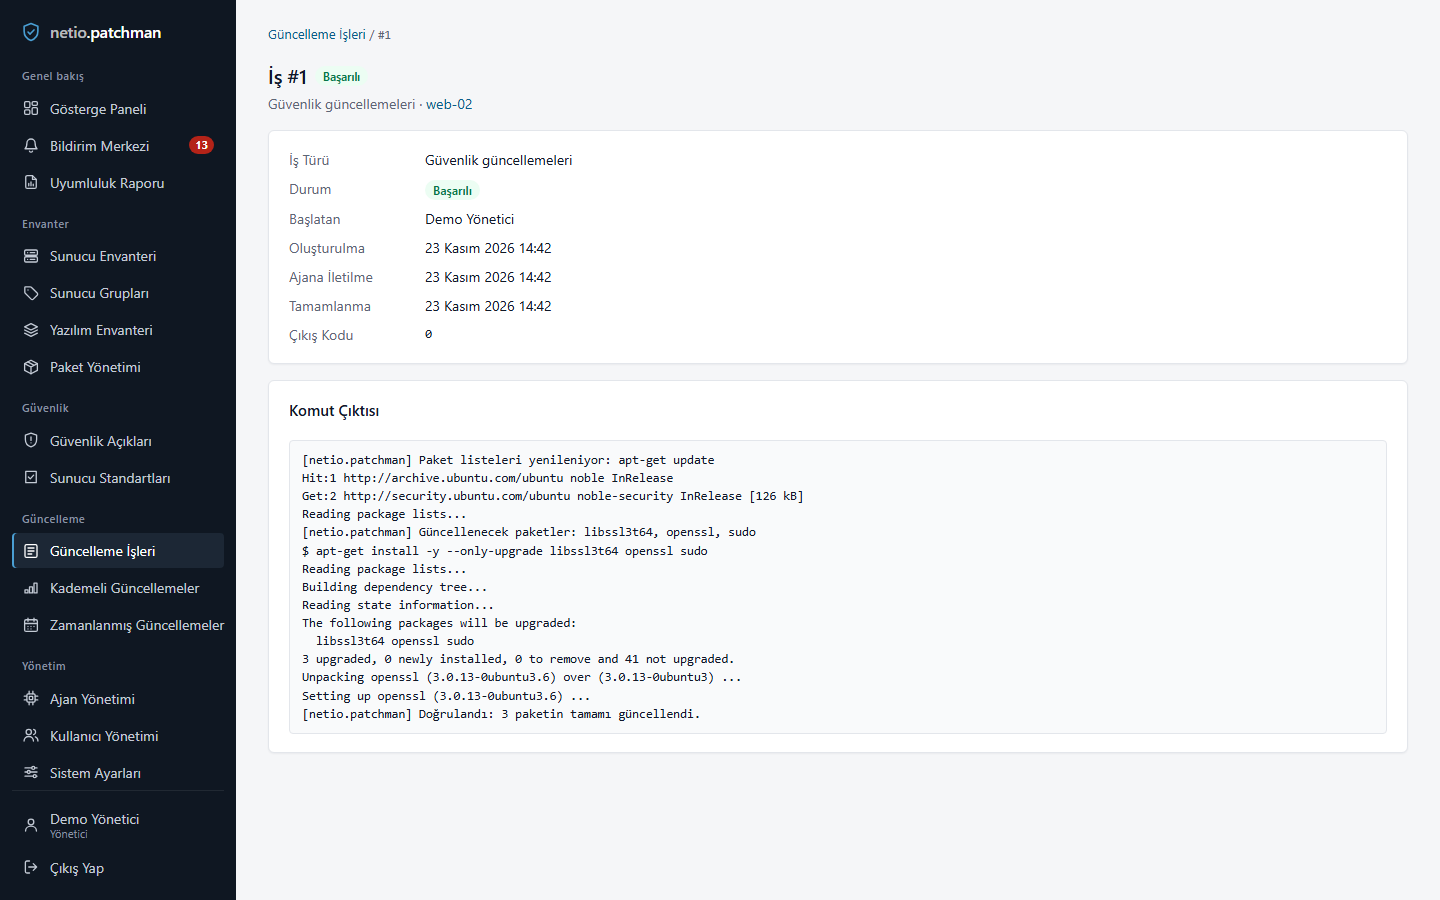 netio.patchman
Genel bakış
Gösterge Paneli
Bildirim Merkezi 13
Uyumluluk Raporu
Envanter
Sunucu Envanteri
Sunucu Grupları
Yazılım Envanteri
Paket Yönetimi
Güvenlik
Güvenlik Açıkları
Sunucu Standartları
Güncelleme
Güncelleme İşleri
Kademeli Güncellemeler
Zamanlanmış Güncellemeler
Yönetim
Ajan Yönetimi
Kullanıcı Yönetimi
Sistem Ayarları
Demo Yönetici
Yönetici
Çıkış Yap
Güncelleme İşleri / #1
İş #1 Başarılı
Güvenlik güncellemeleri · web-02
İş Türü Güvenlik güncellemeleri
Durum Başarılı
Başlatan Demo Yönetici
Oluşturulma 23 Kasım 2026 14:42
Ajana İletilme 23 Kasım 2026 14:42
Tamamlanma 23 Kasım 2026 14:42
Çıkış Kodu 0
Komut Çıktısı
[netio.patchman] Paket listeleri yenileniyor: apt-get update
Hit:1 http://archive.ubuntu.com/ubuntu noble InRelease
Get:2 http://security.ubuntu.com/ubuntu noble-security InRelease [126 kB]
Reading package lists...
[netio.patchman] Güncellenecek paketler: libssl3t64, openssl, sudo
$ apt-get install -y --only-upgrade libssl3t64 openssl sudo
Reading package lists...
Building dependency tree...
Reading state information...
The following packages will be upgraded:
  libssl3t64 openssl sudo
3 upgraded, 0 newly installed, 0 to remove and 41 not upgraded.
Unpacking openssl (3.0.13-0ubuntu3.6) over (3.0.13-0ubuntu3) ...
Setting up openssl (3.0.13-0ubuntu3.6) ...
[netio.patchman] Doğrulandı: 3 paketin tamamı güncellendi.